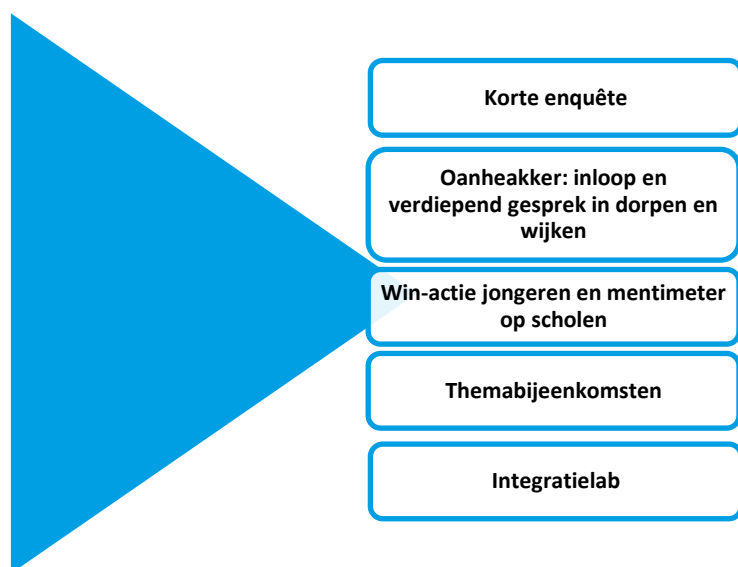 Korte enquête
Oanheakker: inloop en
verdiepend gesprek in dorpen en
wijken
Win-actie jongeren en mentimeter
op scholen
Themabijeenkomsten
Integratielab